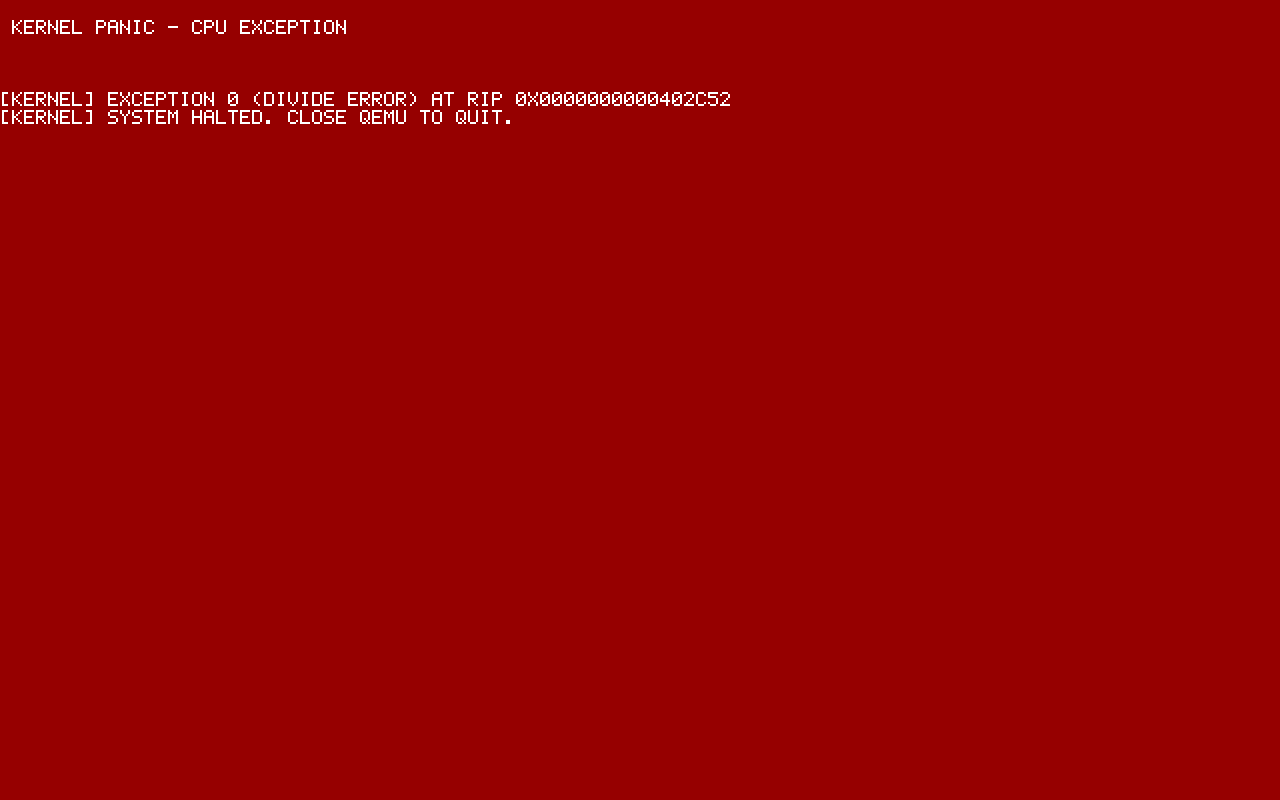 KERNEL PANIC - CPU EXCEPTION
[KERNEL] EXCEPTION 0 (DIVIDE ERROR) AT RIP 0X0000000000402C52
[KERNEL] SYSTEM HALTED. CLOSE QEMU TO QUIT.